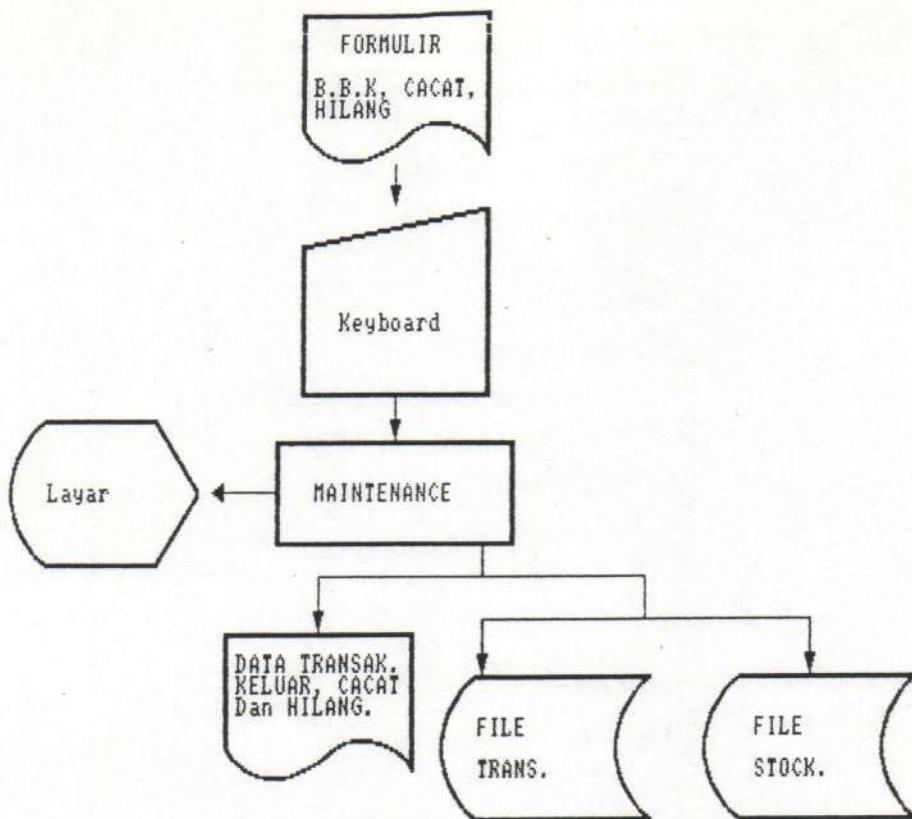 FORMULIR
B.B.K, CACAT,
HILANG
Keyboard
Layar
MAINTENANCE
DATA TRANSAK.
KELUAR, CACAT
Dan HILANG.
FILE
TRANS.
FILE
STOCK.